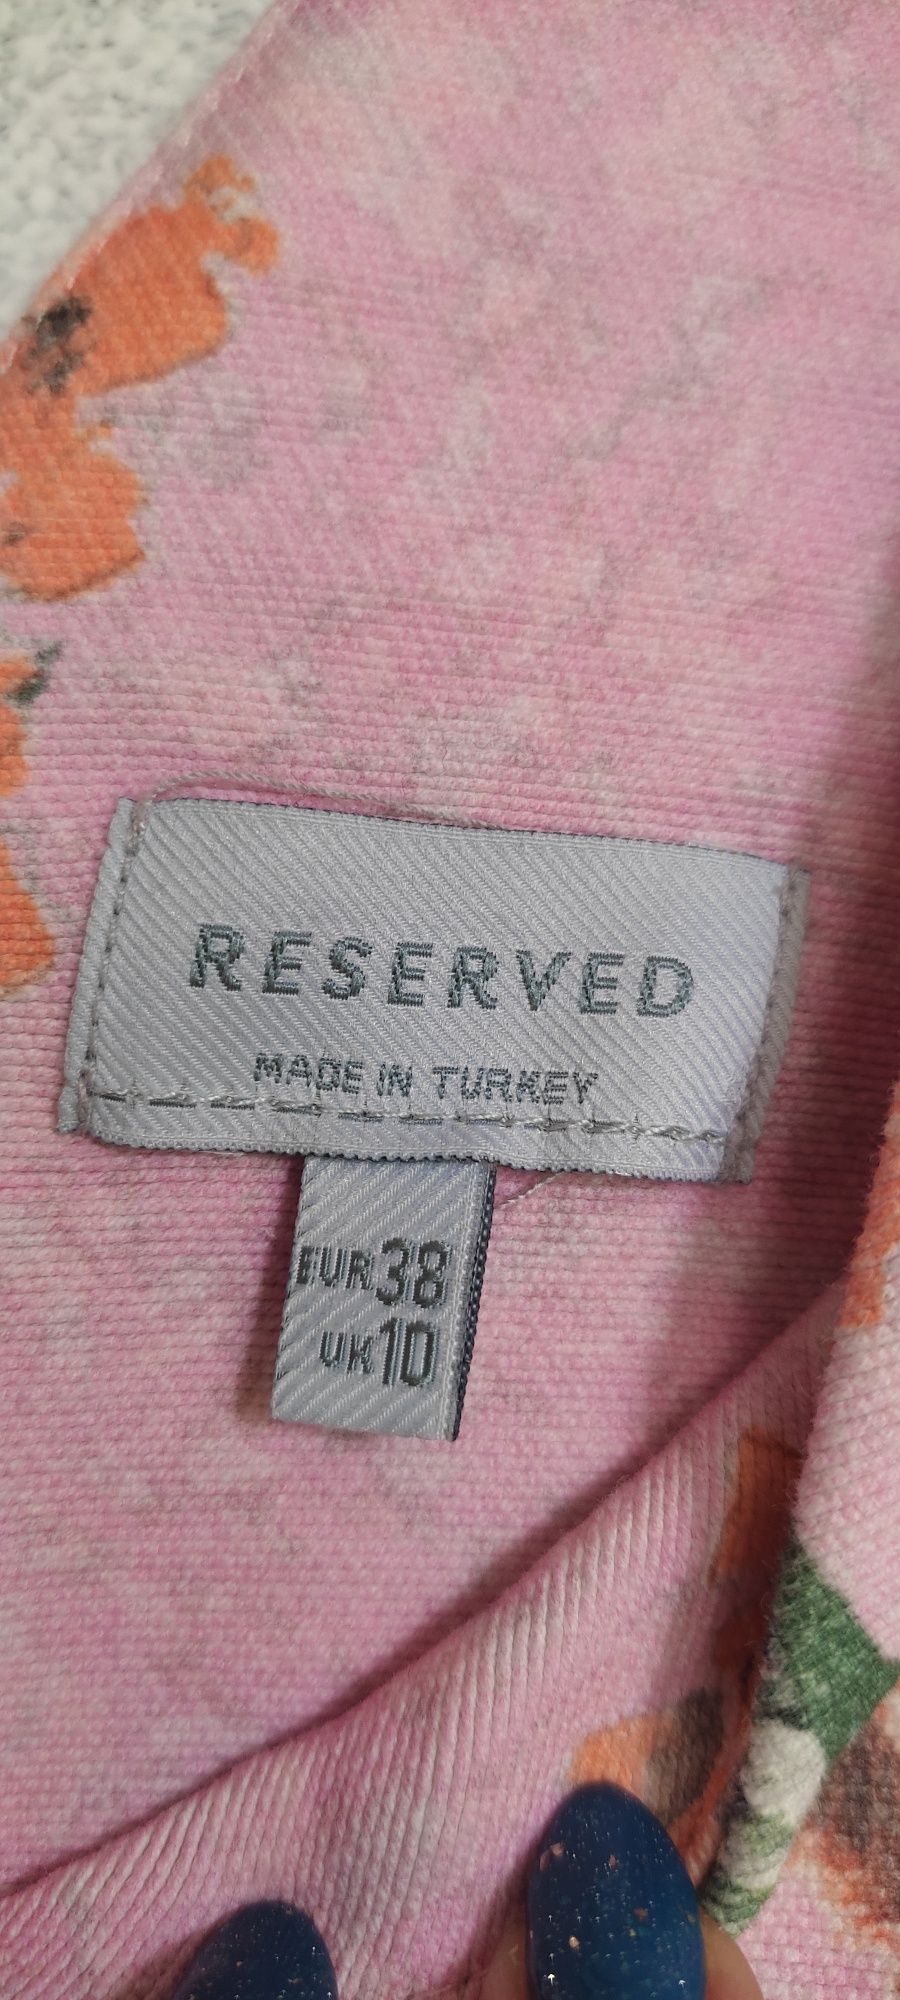 RESERVED
MADE IN TURKEY
EUR 38
UK 10